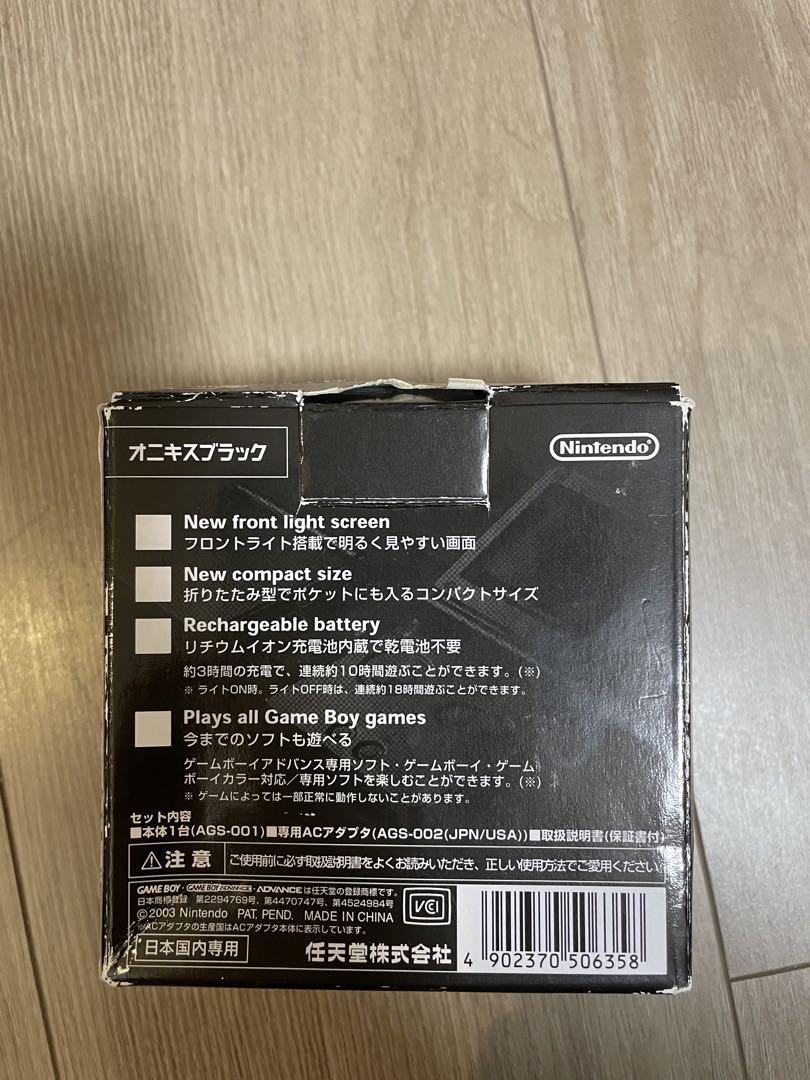 オニキスブラック
Nintendo
New front light screen
フロントライト搭載で明るく見やすい画面
New compact size
折りたたみ型でポケットにも入るコンパクトサイズ
Rechargeable battery
リチウムイオン充電池内蔵で乾電池不要
約3時間の充電で、連続約10時間遊ぶことができます。(※)
※ ライトON時。ライトOFF時は、連続約18時間遊ぶことができます。
Plays all Game Boy games
今までのソフトも遊べる
ゲームボーイアドバンス専用ソフト・ゲームボーイ・ゲーム
ボーイカラー対応／専用ソフトを楽しむことができます。(※)
※ ゲームによっては一部正常に動作しないことがあります。
セット内容
■本体1台(AGS-001)■専用ACアダプタ(AGS-002(JPN/USA))■取扱説明書(保証書付)
⚠注意 ご使用前に必ず取扱説明書をよくお読みいただき、正しい使用方法でご愛用ください。
GAME BOY・GAME BOY ADVANCE・ADVANCEは任天堂の登録商標です。
日本商標登録 第2294769号、第4470747号、第4524984号
©2003 Nintendo PAT. PEND. MADE IN CHINA
※ACアダプタの生産国はACアダプタ本体に表示しています。
VCCI
日本国内専用
任天堂株式会社
4 902370 506358